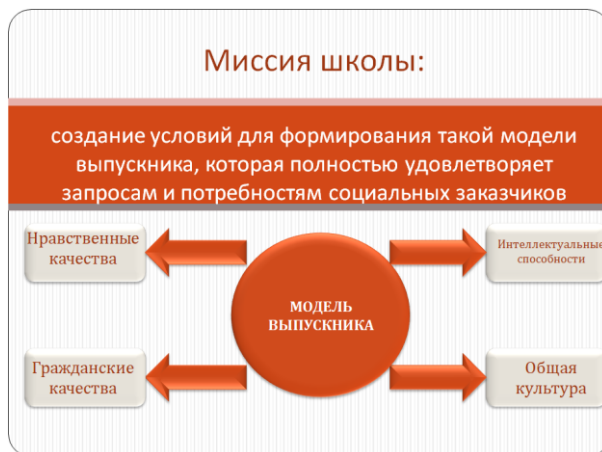 Миссия школы:
создание условий для формирования такой модели
выпускника, которая полностью удовлетворяет
запросам и потребностям социальных заказчиков
Нравственные
качества
Интеллектуальные
способности
МОДЕЛЬ
ВЫПУСКНИКА
Гражданские
качества
Общая
культура